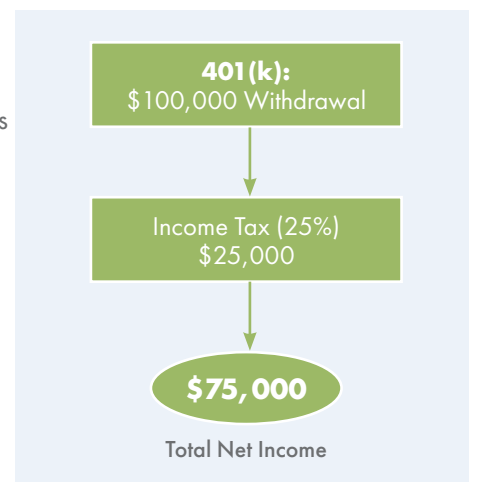 401(k):
$100,000 Withdrawal
s
Income Tax (25%)
$25,000
$75,000
Total Net Income